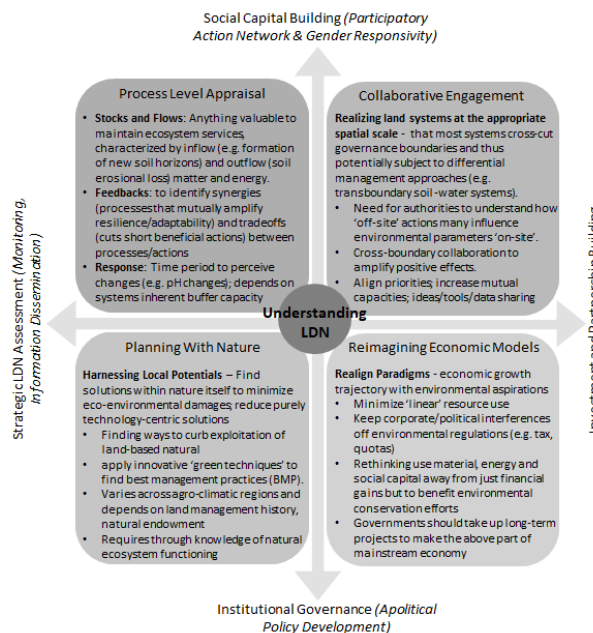 Social Capital Building (Participatory
Action Network & Gender Responsivity)
Process Level Appraisal
• Stocks and Flows: Anything valuable to
maintain ecosystem services,
characterized by inflow (e.g. formation
of new soil horizons) and outflow (soil
erosional loss) matter and energy.
• Feedbacks: to identify synergies
(processes that mutually amplify
resilience/adaptability) and tradeoffs
(cuts short beneficial actions) between
processes/actions
• Response: Time period to perceive
changes (e.g. pH changes); depends on
systems inherent buffer capacity
Collaborative Engagement
Realizing land systems at the appropriate
spatial scale - that most systems cross-cut
governance boundaries and thus
potentially subject to differential
management approaches (e.g.
transboundary soil-water systems).
• Need for authorities to understand how
'off-site' actions many influence
environmental parameters 'on-site'.
• Cross-boundary collaboration to
amplify positive effects.
• Align priorities; increase mutual
capacities; ideas/tools/data sharing
Strategic LDN Assessment (Monitoring,
Information Dissemination)
Understanding
LDN
Investment and Partnership Building
Planning With Nature
Harnessing Local Potentials – Find
solutions within nature itself to minimize
eco-environmental damages; reduce purely
technology-centric solutions
• Finding ways to curb exploitation of
land-based natural
• apply innovative 'green techniques' to
find best management practices (BMP).
• Varies across agro-climatic regions and
depends on land management history,
natural endowment
• Requires through knowledge of natural
ecosystem functioning
Reimagining Economic Models
Realign Paradigms - economic growth
trajectory with environmental aspirations
• Minimize 'linear' resource use
• Keep corporate/political interferences
off environmental regulations (e.g. tax,
quotas)
• Rethinking use material, energy and
social capital away from just financial
gains but to benefit environmental
conservation efforts
• Governments should take up long-term
projects to make the above part of
mainstream economy
Institutional Governance (Apolitical
Policy Development)